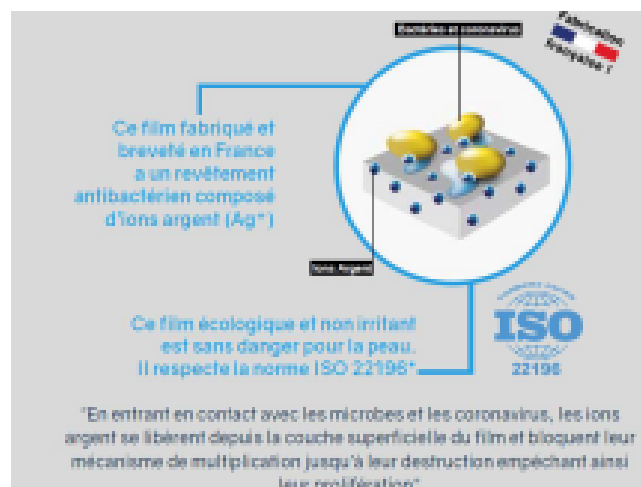 Fabrication
française !
Bactéries et coronavirus
Ce film fabriqué et
breveté en France
a un revêtement
antibactérien composé
d'ions argent (Ag+)
Ions Argent
Ce film écologique et non irritant
est sans danger pour la peau.
Il respecte la norme ISO 22196*
ISO
22196
"En entrant en contact avec les microbes et les coronavirus, les ions
argent se libèrent depuis la couche superficielle du film et bloquent leur
mécanisme de multiplication jusqu'à leur destruction empêchant ainsi
leur prolifération"